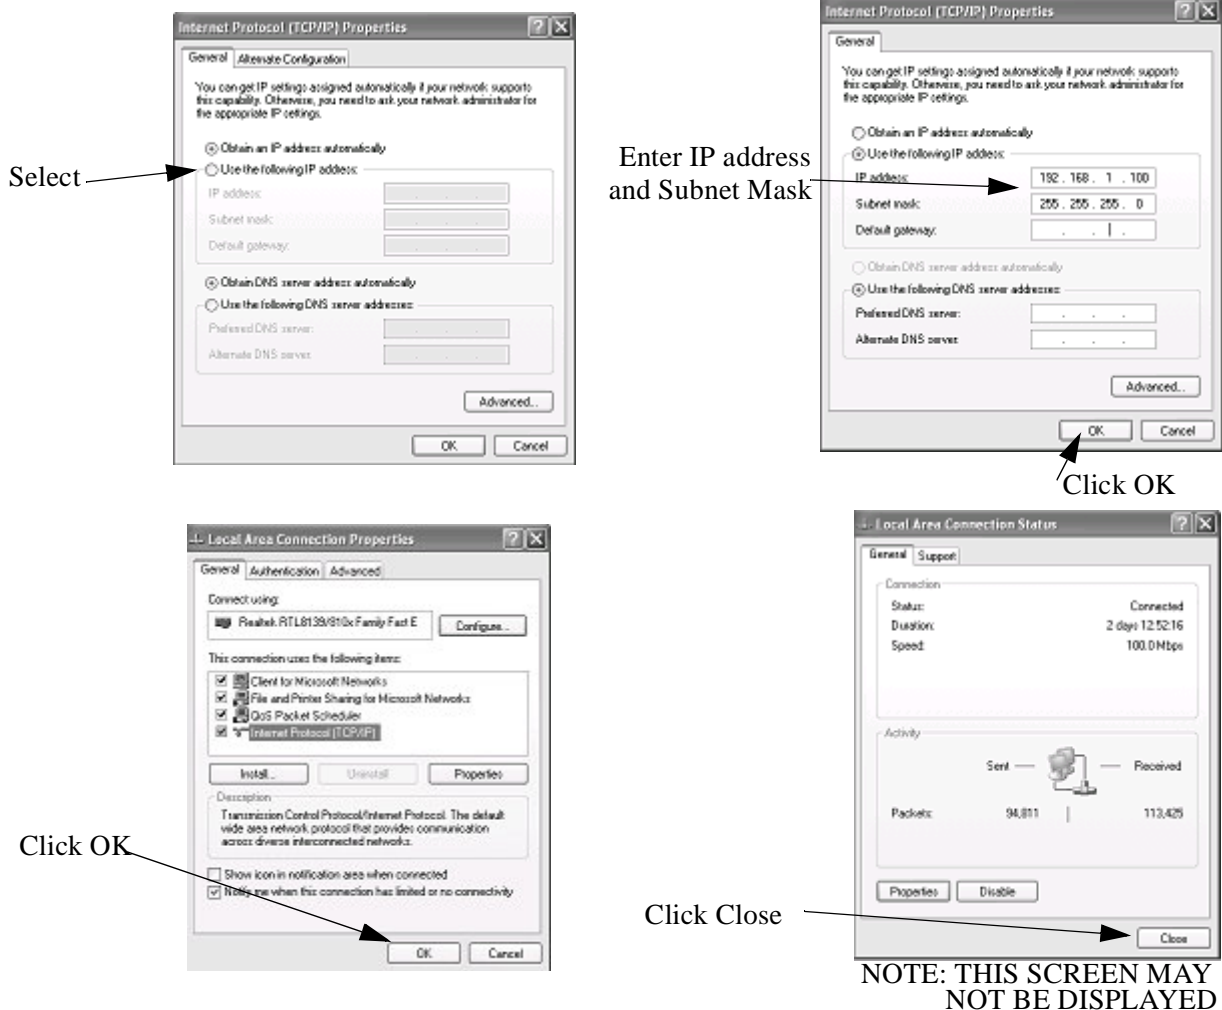 Internet Protocol (TCP/IP) Properties
General Alternate Configuration
You can get IP settings assigned automatically if your network supports
this capability. Otherwise, you need to ask your network administrator for
the appropriate IP settings.
Obtain an IP address automatically
Use the following IP address:
IP address:
Subnet mask:
Default gateway:
Obtain DNS server address automatically
Use the following DNS server addresses:
Preferred DNS server:
Alternate DNS server:
Advanced...
OK Cancel
Select
Internet Protocol (TCP/IP) Properties
General
You can get IP settings assigned automatically if your network supports
this capability. Otherwise, you need to ask your network administrator for
the appropriate IP settings.
Obtain an IP address automatically
Use the following IP address:
IP address: 192 . 168 . 1 . 100
Subnet mask: 255 . 255 . 255 . 0
Default gateway: . . .
Obtain DNS server address automatically
Use the following DNS server addresses:
Preferred DNS server: . . .
Alternate DNS server: . . .
Advanced...
OK Cancel
Enter IP address
and Subnet Mask
Click OK
Local Area Connection Properties
General Authentication Advanced
Connect using:
Realtek RTL8139/810x Family Fast E Configure...
This connection uses the following items:
Client for Microsoft Networks
File and Printer Sharing for Microsoft Networks
QoS Packet Scheduler
Internet Protocol (TCP/IP)
Install... Uninstall Properties
Description
Transmission Control Protocol/Internet Protocol. The default
wide area network protocol that provides communication
across diverse interconnected networks.
Show icon in notification area when connected
Notify me when this connection has limited or no connectivity
OK Cancel
Click OK
Local Area Connection Status
General Support
Connection
Status: Connected
Duration: 2 days 12:52:16
Speed: 100.0 Mbps
Activity
Sent — — Received
Packets: 94,811 | 113,425
Properties Disable
Close
Click Close
NOTE: THIS SCREEN MAY
NOT BE DISPLAYED